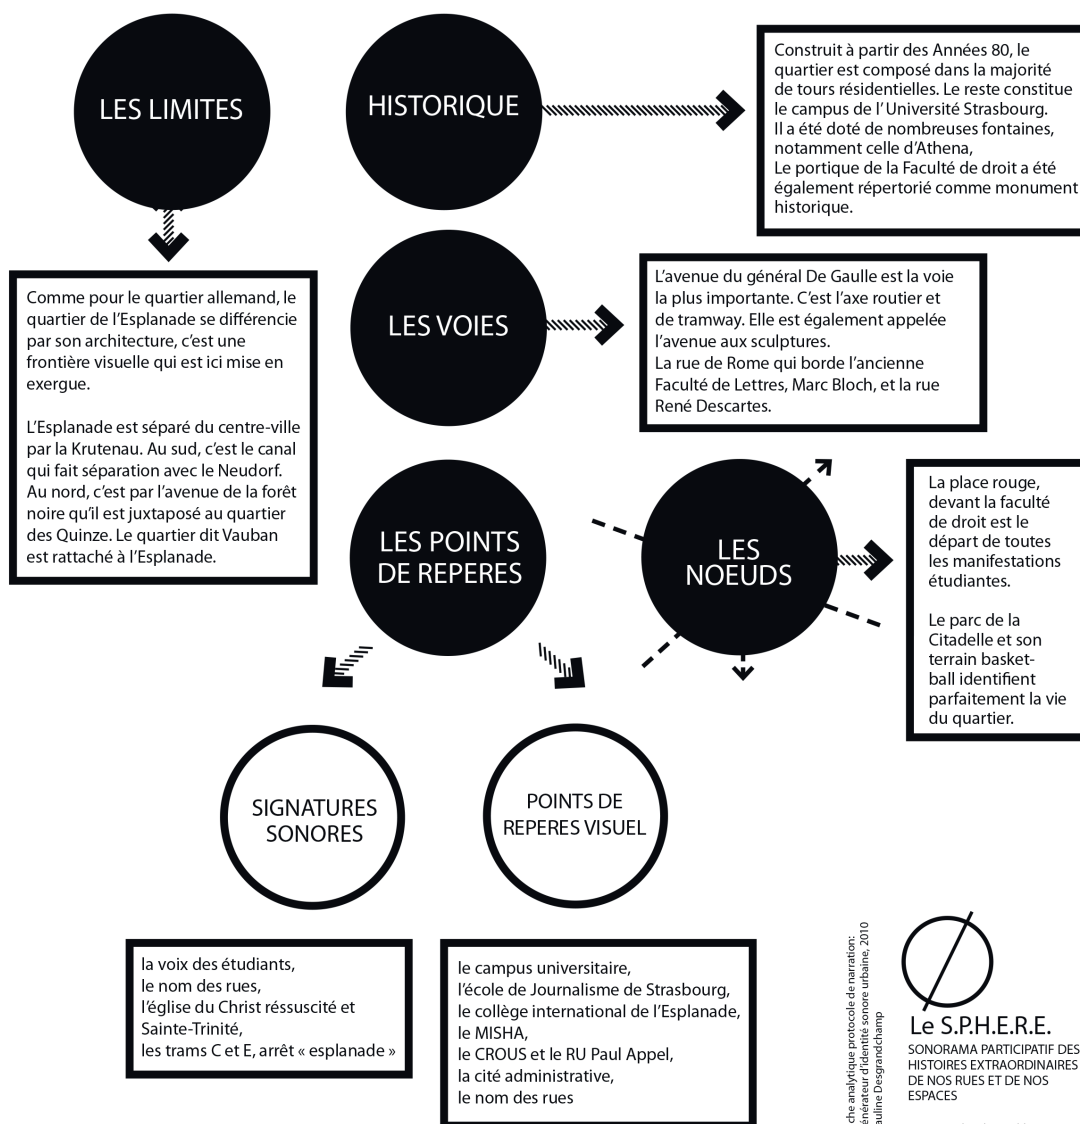 LES LIMITES
Comme pour le quartier allemand, le
quartier de l'Esplanade se différencie
par son architecture, c'est une
frontière visuelle qui est ici mise en
exergue.
L'Esplanade est séparé du centre-ville
par la Krutenau. Au sud, c'est le canal
qui fait séparation avec le Neudorf.
Au nord, c'est par l'avenue de la forêt
noire qu'il est juxtaposé au quartier
des Quinze. Le quartier dit Vauban
est rattaché à l'Esplanade.
HISTORIQUE
Construit à partir des Années 80, le
quartier est composé dans la majorité
de tours résidentielles. Le reste constitue
le campus de l'Université Strasbourg.
Il a été doté de nombreuses fontaines,
notamment celle d'Athena,
Le portique de la Faculté de droit a été
également répertorié comme monument
historique.
LES VOIES
L'avenue du général De Gaulle est la voie
la plus importante. C'est l'axe routier et
de tramway. Elle est également appelée
l'avenue aux sculptures.
La rue de Rome qui borde l'ancienne
Faculté de Lettres, Marc Bloch, et la rue
René Descartes.
LES POINTS
DE REPERES
LES
NOEUDS
La place rouge,
devant la faculté
de droit est le
départ de toutes
les manifestations
étudiantes.
Le parc de la
Citadelle et son
terrain basket-
ball identifient
parfaitement la vie
du quartier.
SIGNATURES
SONORES
la voix des étudiants,
le nom des rues,
l'église du Christ réssuscité et
Sainte-Trinité,
les trams C et E, arrêt « esplanade »
POINTS DE
REPERES VISUEL
le campus universitaire,
l'école de Journalisme de Strasbourg,
le collège international de l'Esplanade,
le MISHA,
le CROUS et le RU Paul Appel,
la cité administrative,
le nom des rues
che analytique protocole de narration:
énérateur d'identité sonore urbaine, 2010
auline Desgrandchamp
Le S.P.H.E.R.E.
SONORAMA PARTICIPATIF DES
HISTOIRES EXTRAORDINAIRES
DE NOS RUES ET DE NOS
ESPACES